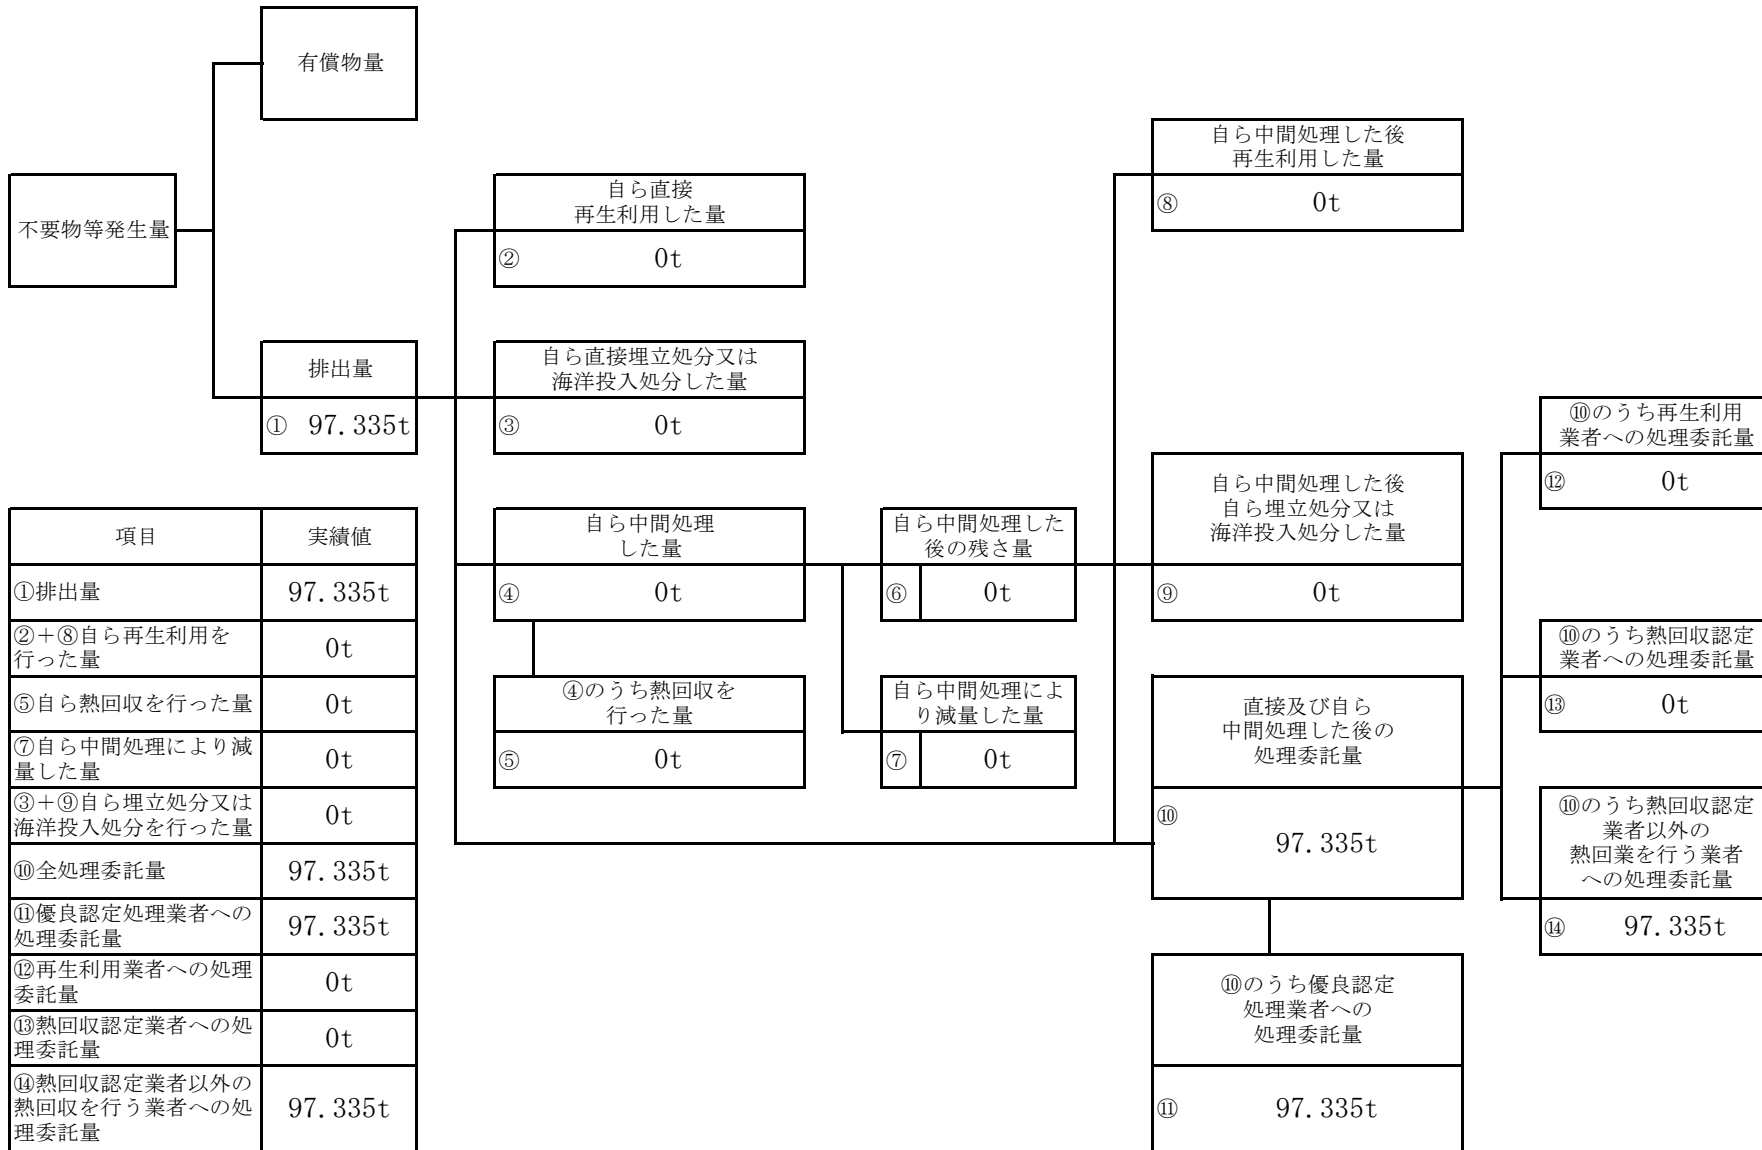 有償物量
不要物等発生量
排出量
① 97.335t
自ら直接
再生利用した量
② 0t
自ら直接埋立処分又は
海洋投入処分した量
③ 0t
自ら中間処理
した量
④ 0t
④のうち熱回収を
行った量
⑤ 0t
自ら中間処理した
後の残さ量
⑥ 0t
自ら中間処理によ
り減量した量
⑦ 0t
自ら中間処理した後
再生利用した量
⑧ 0t
自ら中間処理した後
自ら埋立処分又は
海洋投入処分した量
⑨ 0t
直接及び自ら
中間処理した後の
処理委託量
⑩
97.335t
⑩のうち優良認定
処理業者への
処理委託量
⑪ 97.335t
⑩のうち再生利用
業者への処理委託量
⑫ 0t
⑩のうち熱回収認定
業者への処理委託量
⑬ 0t
⑩のうち熱回収認定
業者以外の
熱回業を行う業者
への処理委託量
⑭ 97.335t
項目 実績値
①排出量 97.335t
②＋⑧自ら再生利用を
行った量
0t
⑤自ら熱回収を行った量 0t
⑦自ら中間処理により減
量した量
0t
③＋⑨自ら埋立処分又は
海洋投入処分を行った量
0t
⑩全処理委託量 97.335t
⑪優良認定処理業者への
処理委託量
97.335t
⑫再生利用業者への処理
委託量
0t
⑬熱回収認定業者への処
理委託量
0t
⑭熱回収認定業者以外の
熱回収を行う業者への処
理委託量
97.335t